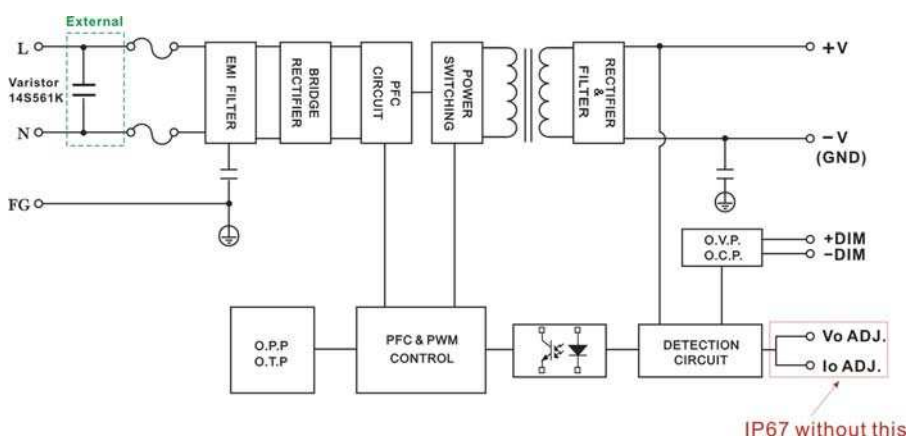 External
L
Varistor
14S561K
N
FG
EMI FILTER
BRIDGE
RECTIFIER
PFC
CIRCUIT
POWER
SWITCHING
RECTIFIER
&
FILTER
+V
-V
(GND)
O.V.P.
O.C.P.
+DIM
-DIM
O.P.P
O.T.P
PFC & PWM
CONTROL
DETECTION
CIRCUIT
Vo ADJ.
Io ADJ.
IP67 without this